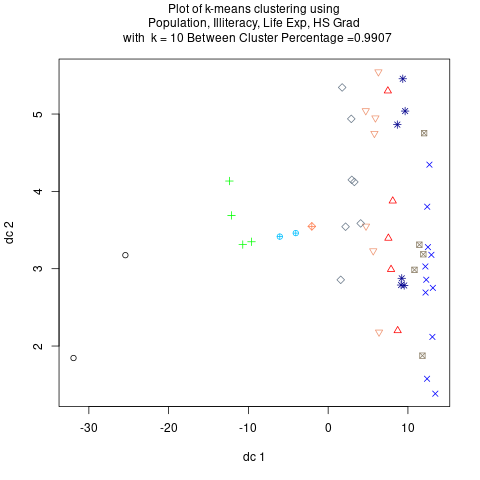 Plot of k-means clustering using
Population, Illiteracy, Life Exp, HS Grad
with k = 10 Between Cluster Percentage =0.9907
dc 2
5
4
3
2
-30 -20 -10 0 10
dc 1